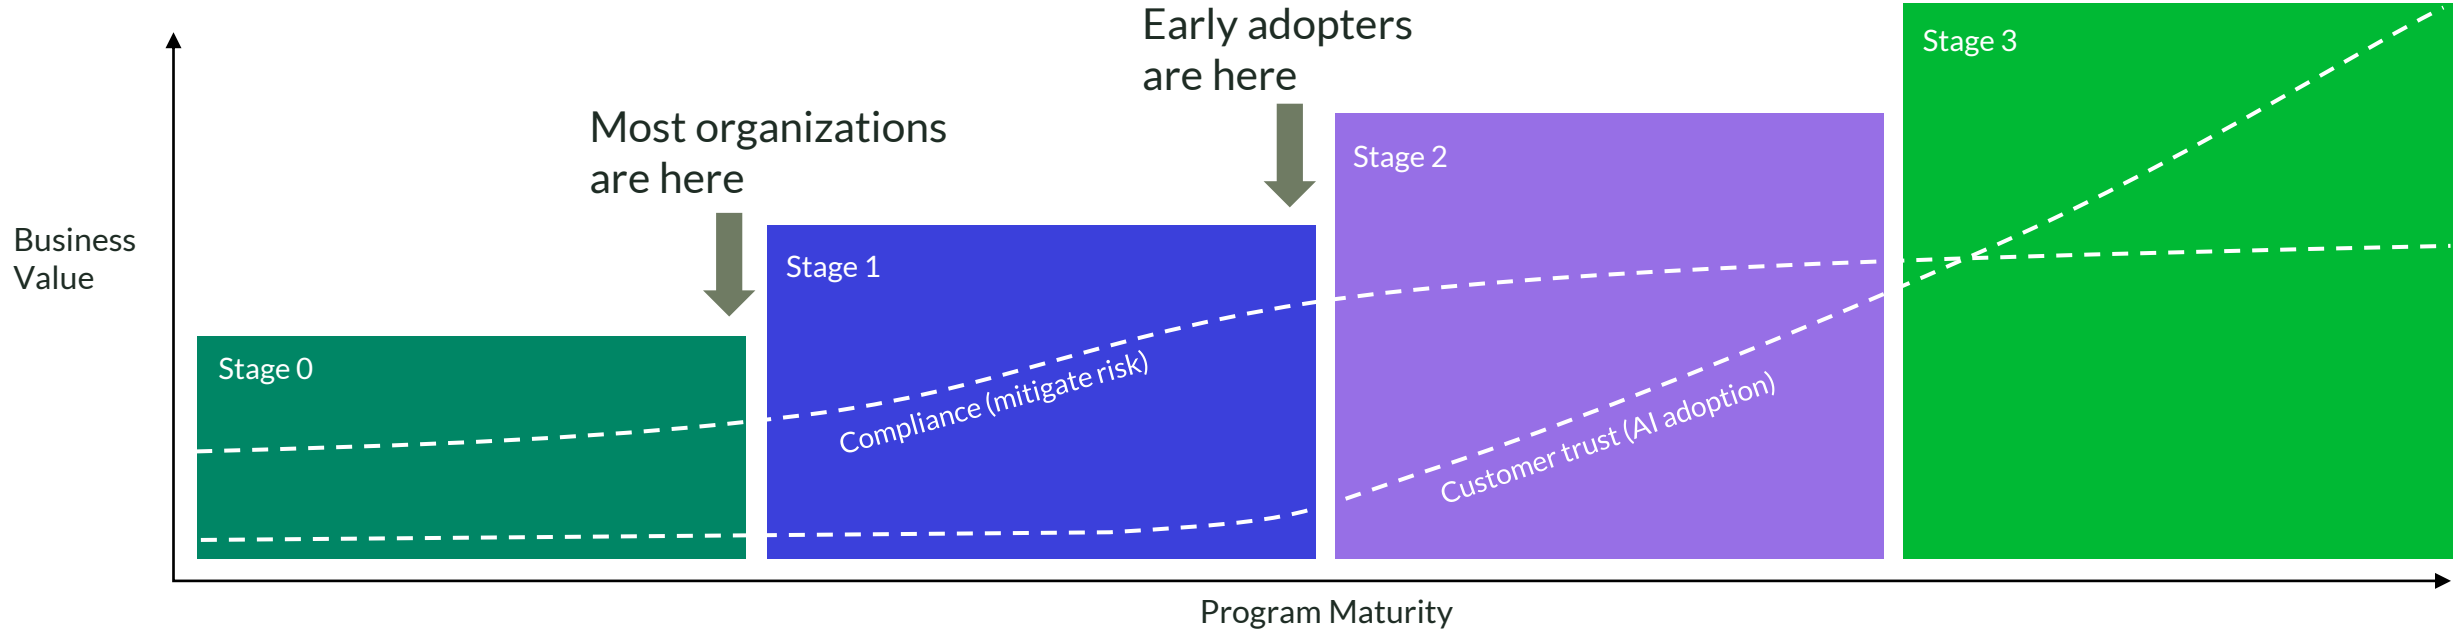 Early adopters
are here
Stage 3
Most organizations
are here
Stage 2
Business
Value
Stage 1
Stage 0
Compliance (mitigate risk)
Customer trust (AI adoption)
Program Maturity